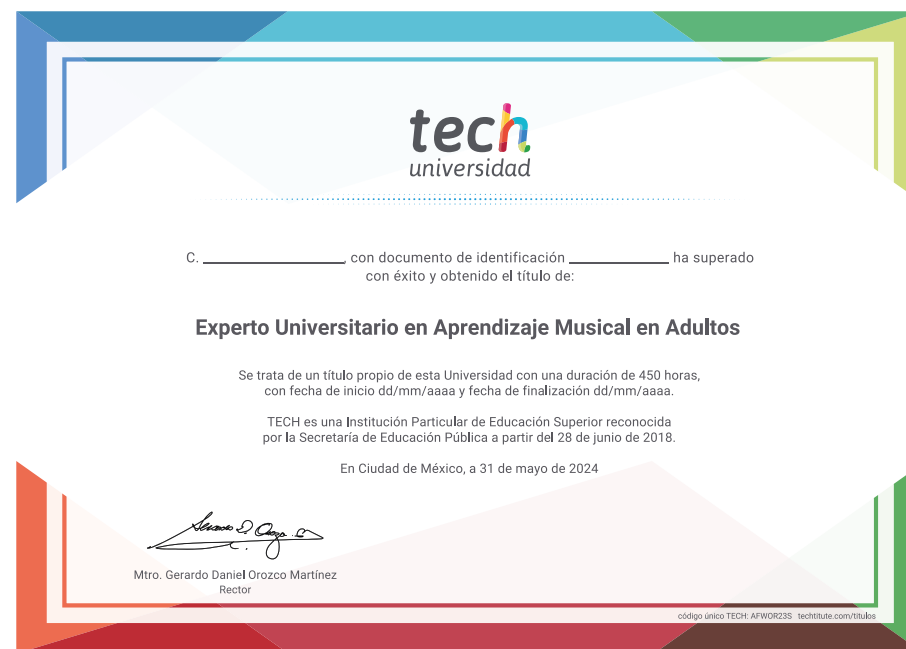 tech
universidad
C. ____________, con documento de identificación ____________ ha superado
con éxito y obtenido el título de:
Experto Universitario en Aprendizaje Musical en Adultos
Se trata de un título propio de esta Universidad con una duración de 450 horas,
con fecha de inicio dd/mm/aaaa y fecha de finalización dd/mm/aaaa.
TECH es una Institución Particular de Educación Superior reconocida
por la Secretaría de Educación Pública a partir del 28 de junio de 2018.
En Ciudad de México, a 31 de mayo de 2024
Mtro. Gerardo Daniel Orozco Martínez
Rector
código único TECH: AFWOR23S techtitute.com/titulos